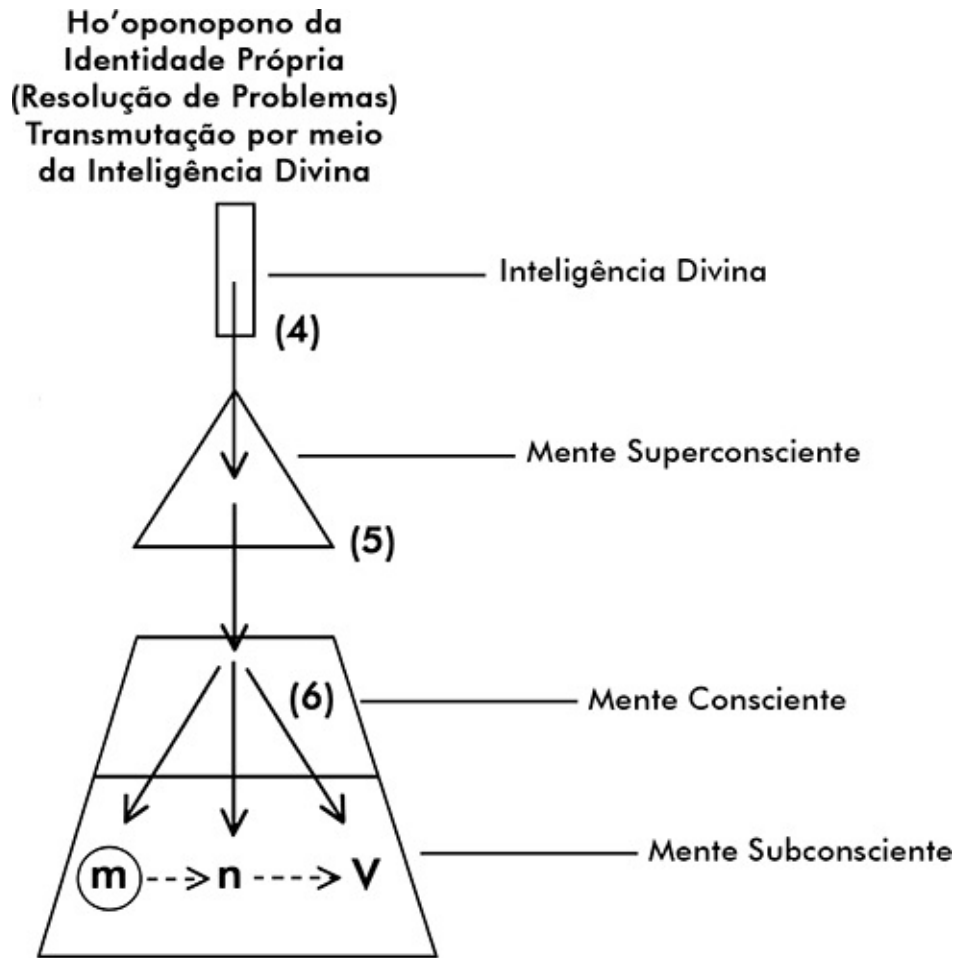 Ho’oponopono da
Identidade Própria
(Resolução de Problemas)
Transmutação por meio
da Inteligência Divina
Inteligência Divina
(4)
Mente Superconsciente
(5)
(6)
Mente Consciente
Mente Subconsciente
m n V